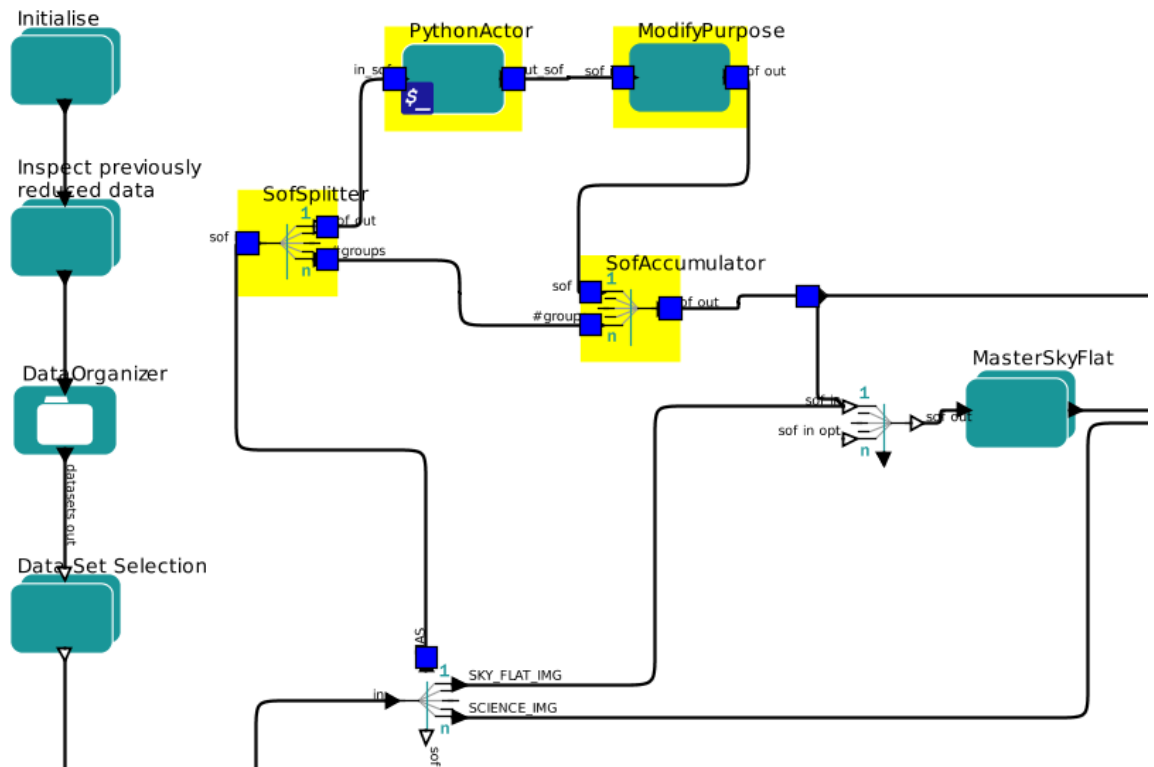 Initialise
PythonActor
ModifyPurpose
in_sof
$_
ut_sof
sof
of out
Inspect previously
reduced data
SofSplitter
1
of out
sof
#groups
n
SofAccumulator
1
sof
of out
#group
n
DataOrganizer
MasterSkyFlat
1
sof in
sof out
sof in opt
n
datasets out
Data Set Selection
1
SKY_FLAT_IMG
in
SCIENCE_IMG
n
sof